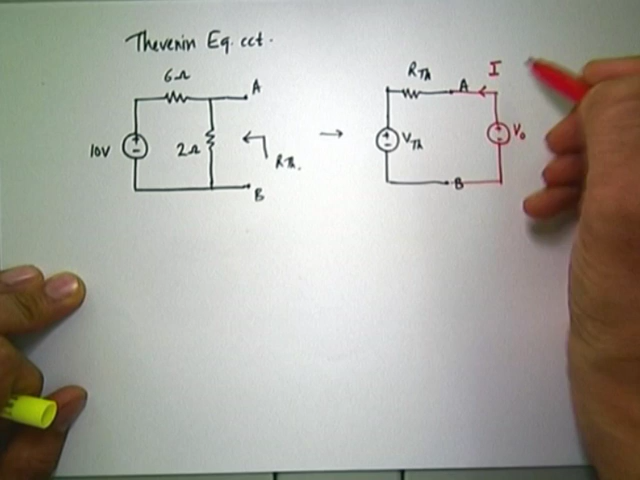 Thevenin Eq. cct.
6Ω
A
10V
2Ω
RTh.
B
→
RTh
A
I
VTh
+
-
V₀
B